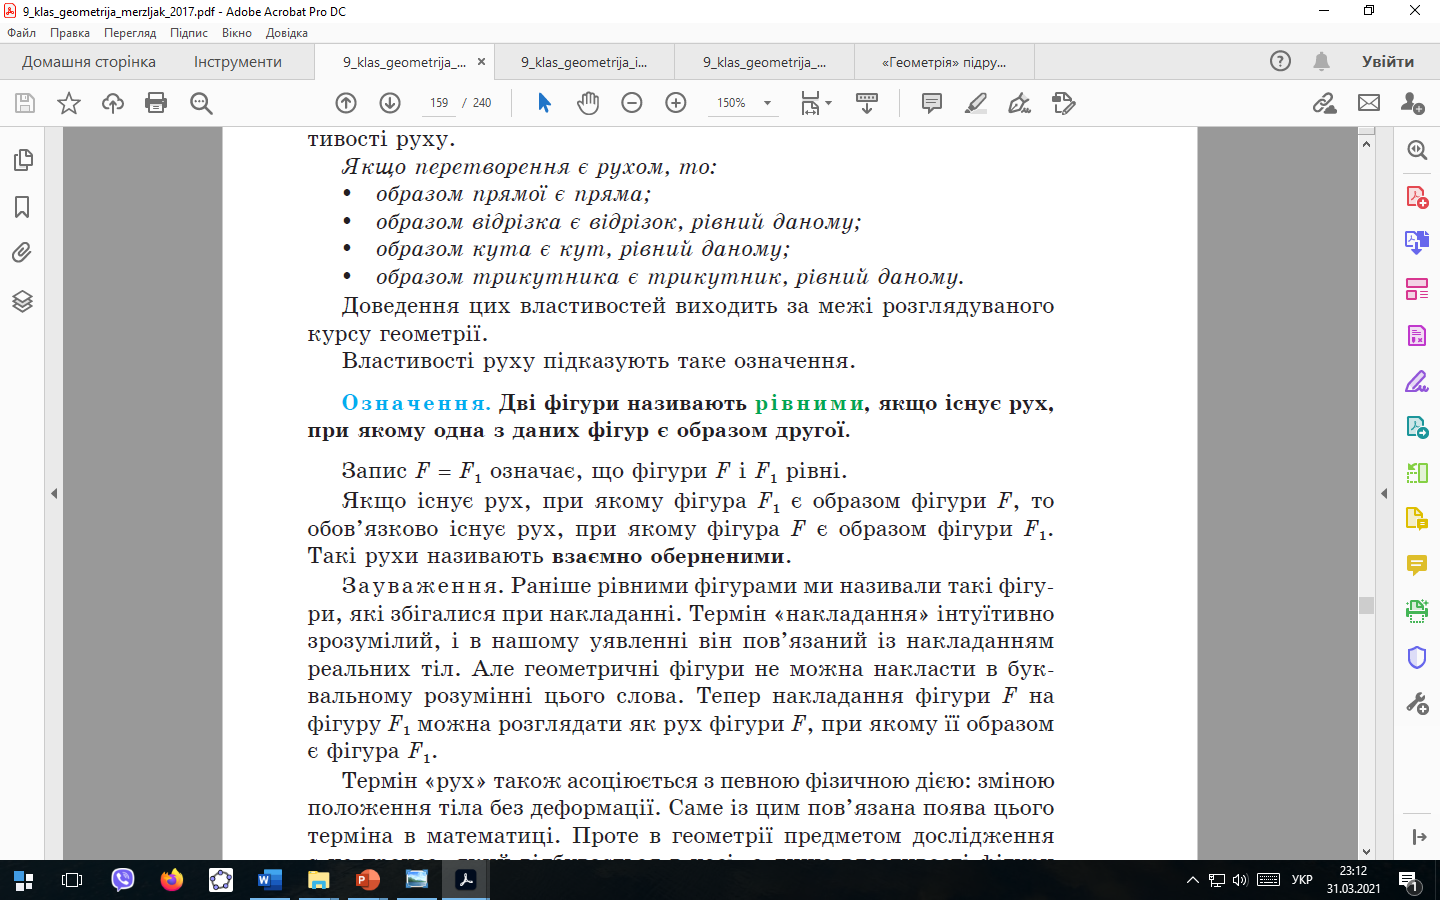 9_klas_geometrija_merzljak_2017.pdf - Adobe Acrobat Pro DC
Файл Правка Перегляд Підпис Вікно Довідка
Домашня сторінка Інструменти 9_klas_geometrija_... × 9_klas_geometrija_i... 9_klas_geometrija_... «Геометрія» підру... Увійти
159 / 240 150%
тивості руху.
Якщо перетворення є рухом, то:
• образом прямої є пряма;
• образом відрізка є відрізок, рівний даному;
• образом кута є кут, рівний даному;
• образом трикутника є трикутник, рівний даному.
Доведення цих властивостей виходить за межі розглядуваного
курсу геометрії.
Властивості руху підказують таке означення.
Означення. Дві фігури називають рівними, якщо існує рух,
при якому одна з даних фігур є образом другої.
Запис F = F₁ означає, що фігури F і F₁ рівні.
Якщо існує рух, при якому фігура F₁ є образом фігури F, то
обов’язково існує рух, при якому фігура F є образом фігури F₁.
Такі рухи називають взаємно оберненими.
Зауваження. Раніше рівними фігурами ми називали такі фігу-
ри, які збігалися при накладанні. Термін «накладання» інтуїтивно
зрозумілий, і в нашому уявленні він пов’язаний із накладанням
реальних тіл. Але геометричні фігури не можна накласти в бук-
вальному розумінні цього слова. Тепер накладання фігури F на
фігуру F₁ можна розглядати як рух фігури F, при якому її образом
є фігура F₁.
Термін «рух» також асоціюється з певною фізичною дією: зміною
положення тіла без деформації. Саме із цим пов’язана поява цього
терміна в математиці. Проте в геометрії предметом дослідження
УКР 23:12
31.03.2021
1